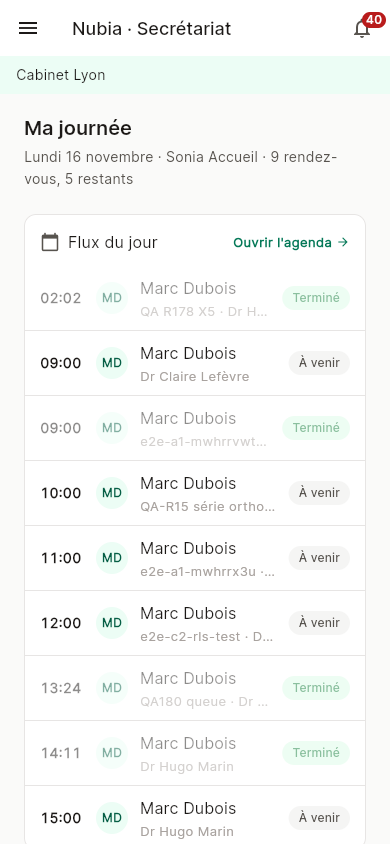 Nubia · Secrétariat
40
Cabinet Lyon
Ma journée
Lundi 16 novembre · Sonia Accueil · 9 rendez-
vous, 5 restants
Flux du jour
Ouvrir l'agenda →
02:02 MD Marc Dubois Terminé
QA R178 X5 · Dr H...
09:00 MD Marc Dubois À venir
Dr Claire Lefèvre
09:00 MD Marc Dubois Terminé
e2e-a1-mwhrrvwt...
10:00 MD Marc Dubois À venir
QA-R15 série ortho...
11:00 MD Marc Dubois À venir
e2e-a1-mwhrrx3u ·...
12:00 MD Marc Dubois À venir
e2e-c2-rls-test · D...
13:24 MD Marc Dubois Terminé
QA180 queue · Dr ...
14:11 MD Marc Dubois Terminé
Dr Hugo Marin
15:00 MD Marc Dubois À venir
Dr Hugo Marin